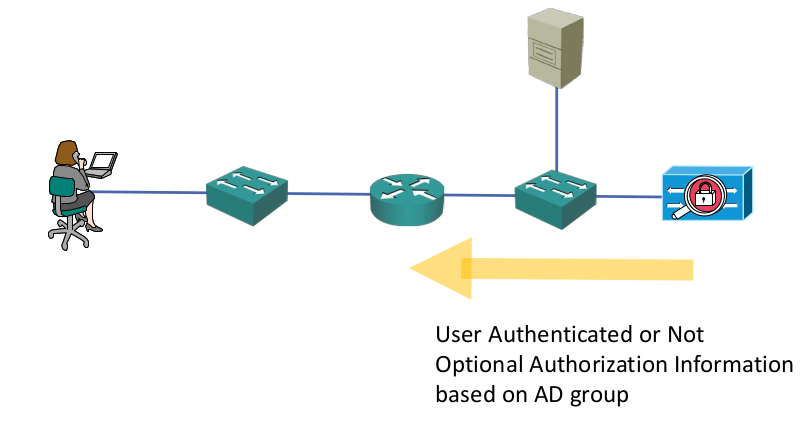 User Authenticated or Not
Optional Authorization Information
based on AD group